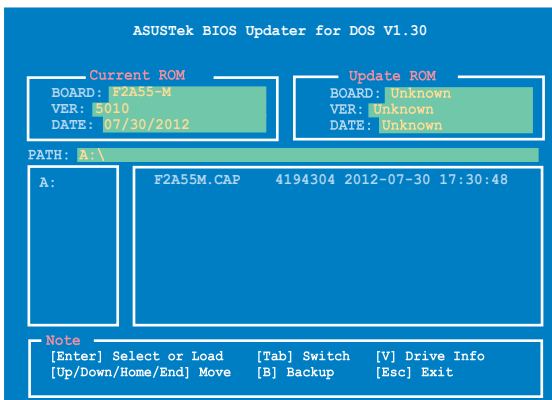 ASUSTek BIOS Updater for DOS V1.30
Current ROM
BOARD: F2A55-M
VER: 5010
DATE: 07/30/2012
Update ROM
BOARD: Unknown
VER: Unknown
DATE: Unknown
PATH: A:\
A:
F2A55M.CAP 4194304 2012-07-30 17:30:48
Note
[Enter] Select or Load [Tab] Switch [V] Drive Info
[Up/Down/Home/End] Move [B] Backup [Esc] Exit